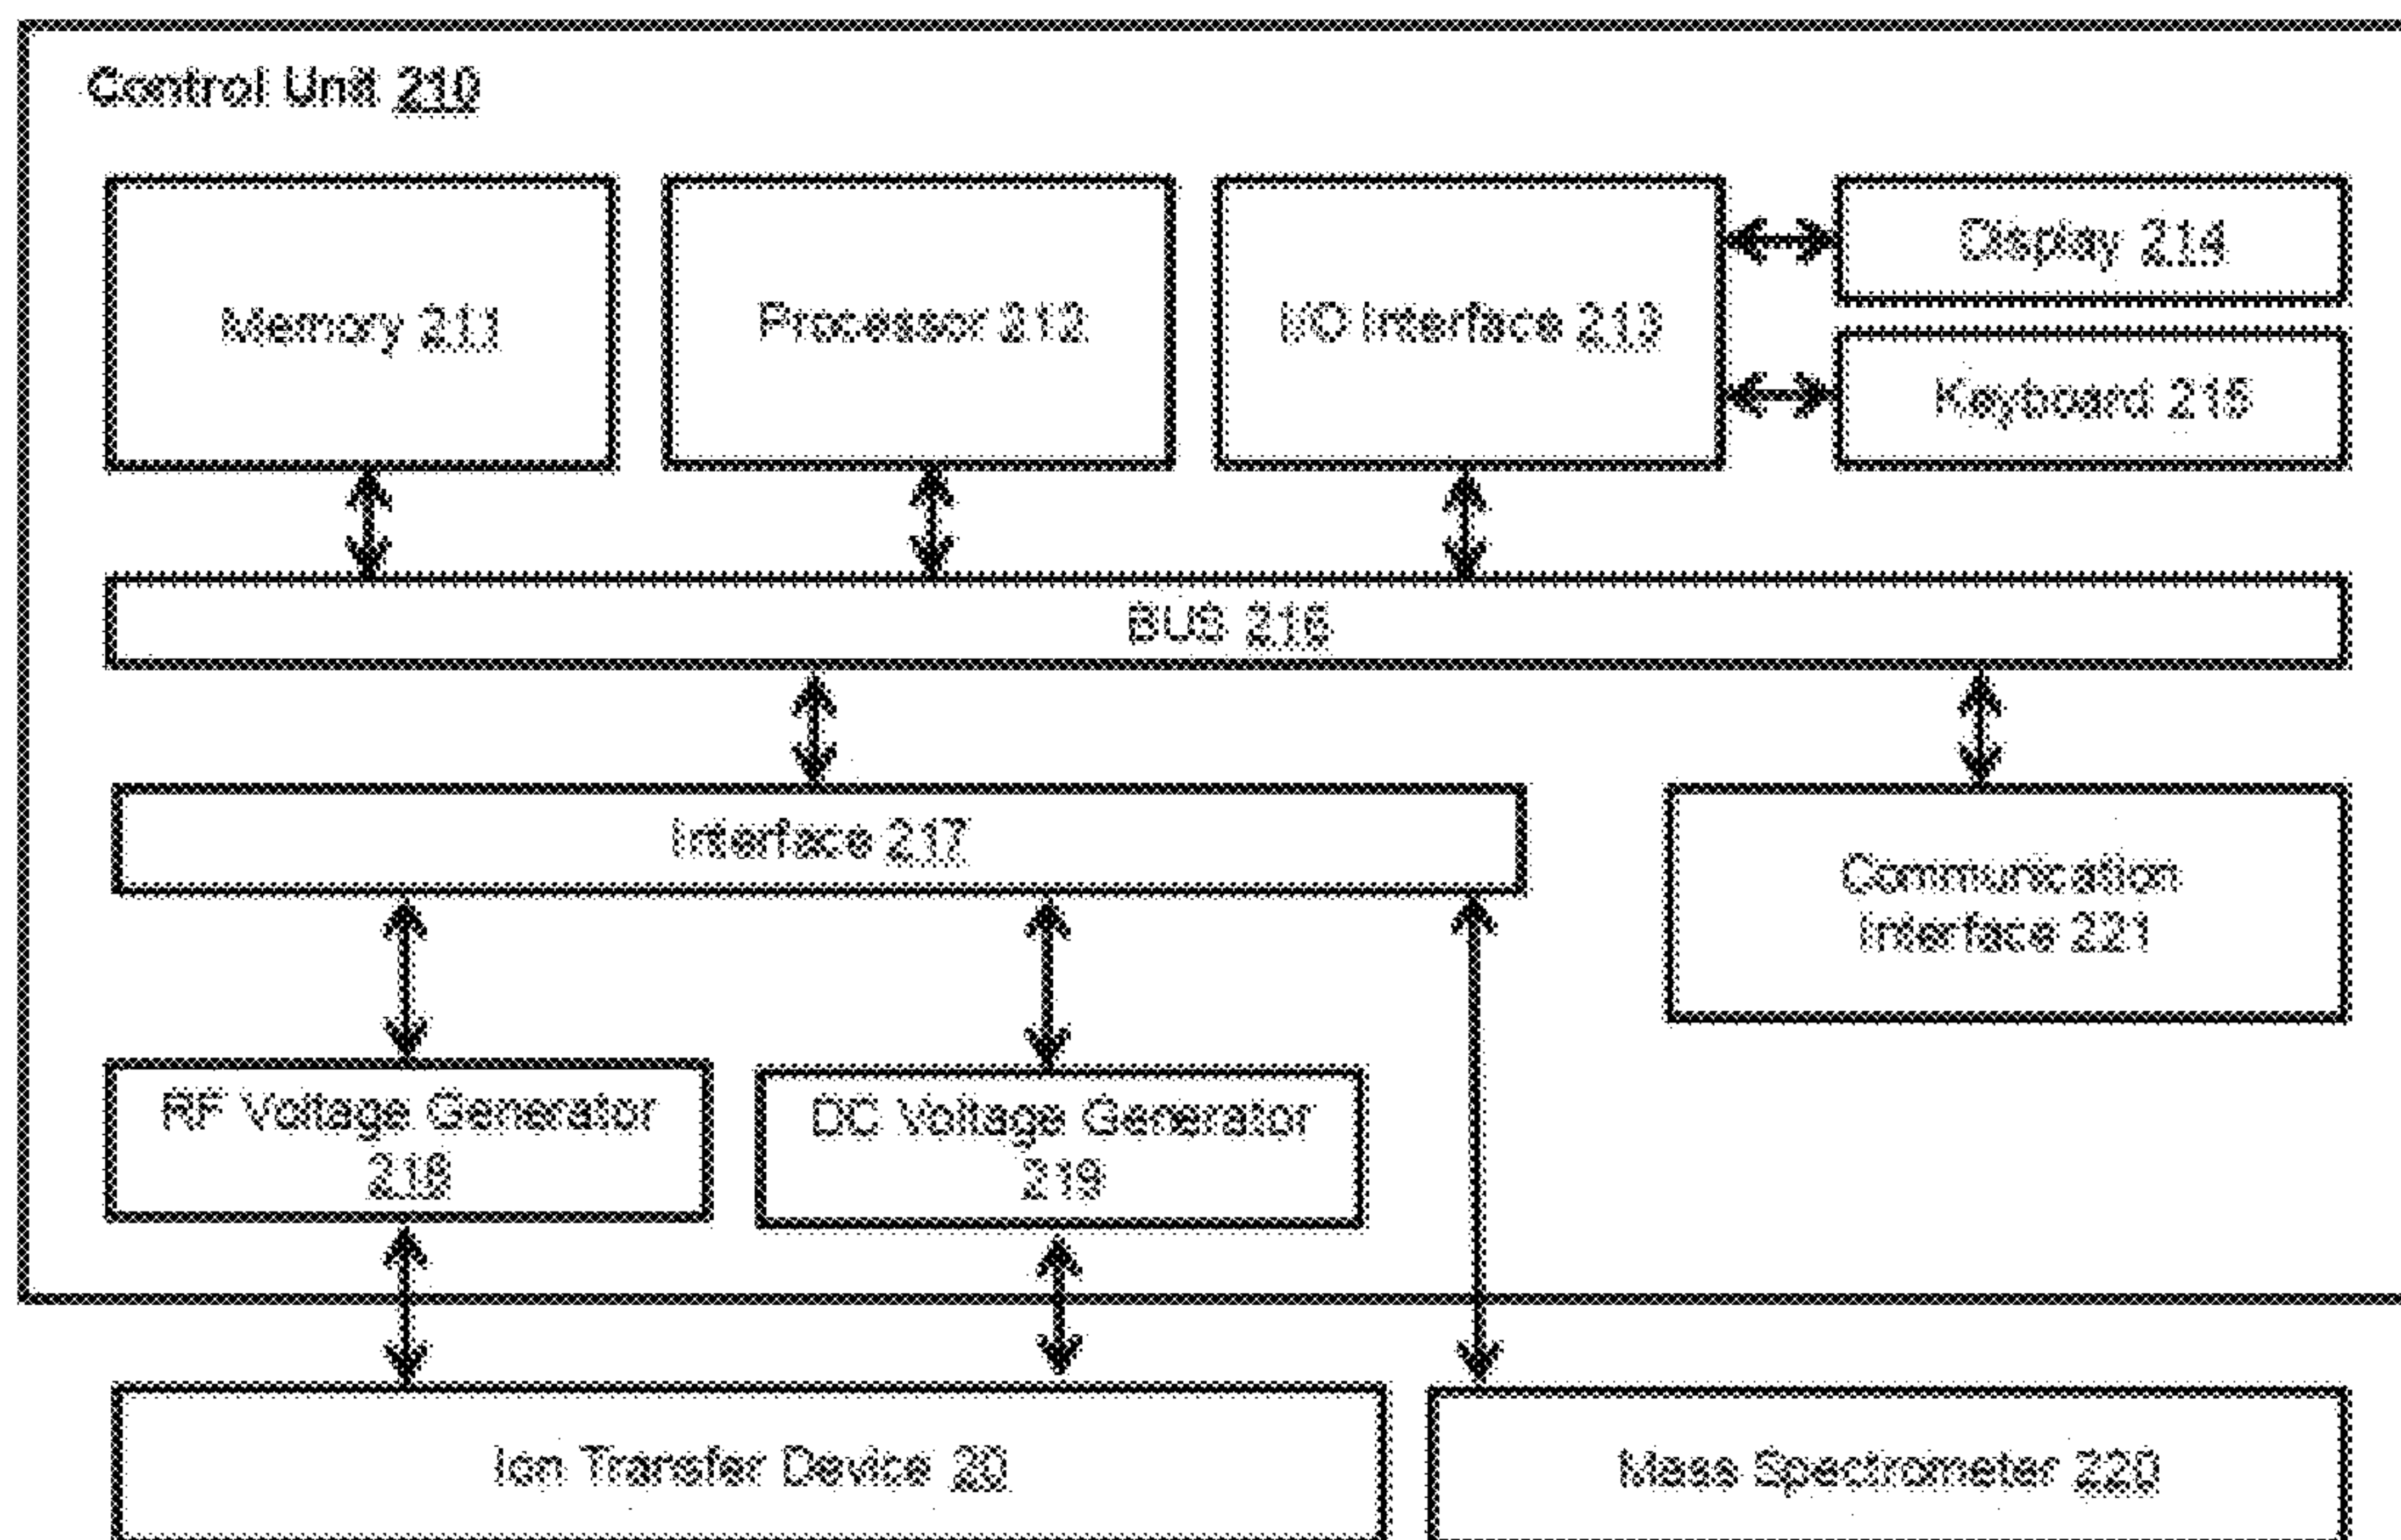 Control Unit 210
Memory 211
Processor 212
I/O Interface 213
Display 214
Keyboard 215
BUS 216
Interface 217
Communication
Interface 221
RF Voltage Generator
218
DC Voltage Generator
219
Ion Transfer Device 20
Mass Spectrometer 220